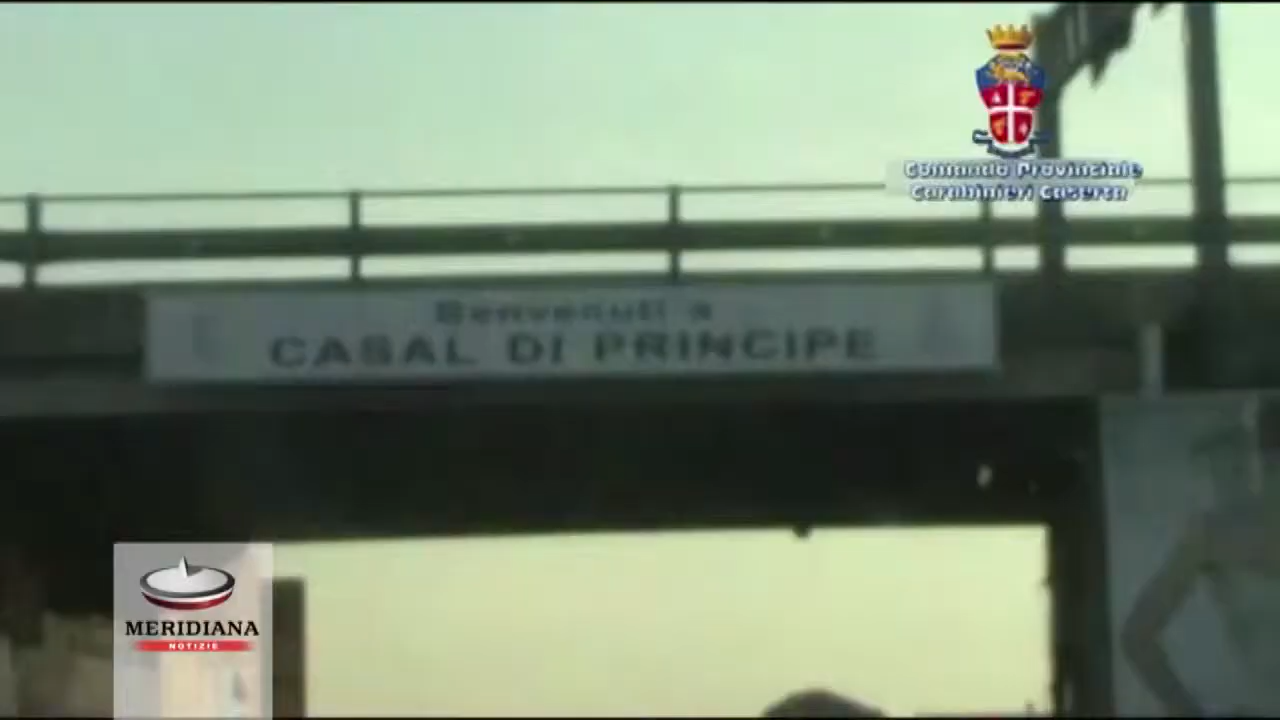 Comando Provinciale
Carabinieri Caserta
Benvenuti a
CASAL DI PRINCIPE
MERIDIANA
NOTIZIE